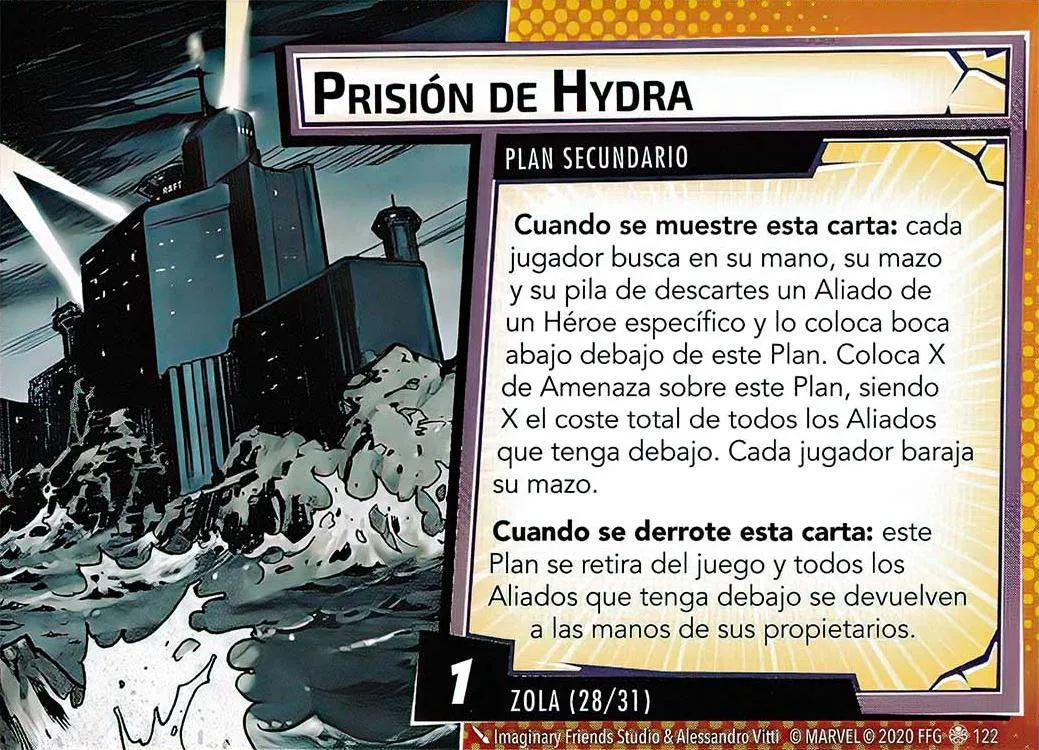 PRISIÓN DE HYDRA
PLAN SECUNDARIO
RAFT
Cuando se muestre esta carta: cada
jugador busca en su mano, su mazo
y su pila de descartes un Aliado de
un Héroe específico y lo coloca boca
abajo debajo de este Plan. Coloca X
de Amenaza sobre este Plan, siendo
X el coste total de todos los Aliados
que tenga debajo. Cada jugador baraja
su mazo.
Cuando se derrote esta carta: este
Plan se retira del juego y todos los
Aliados que tenga debajo se devuelven
a las manos de sus propietarios.
1
ZOLA (28/31)
Imaginary Friends Studio & Alessandro Vitti © MARVEL © 2020 FFG 122